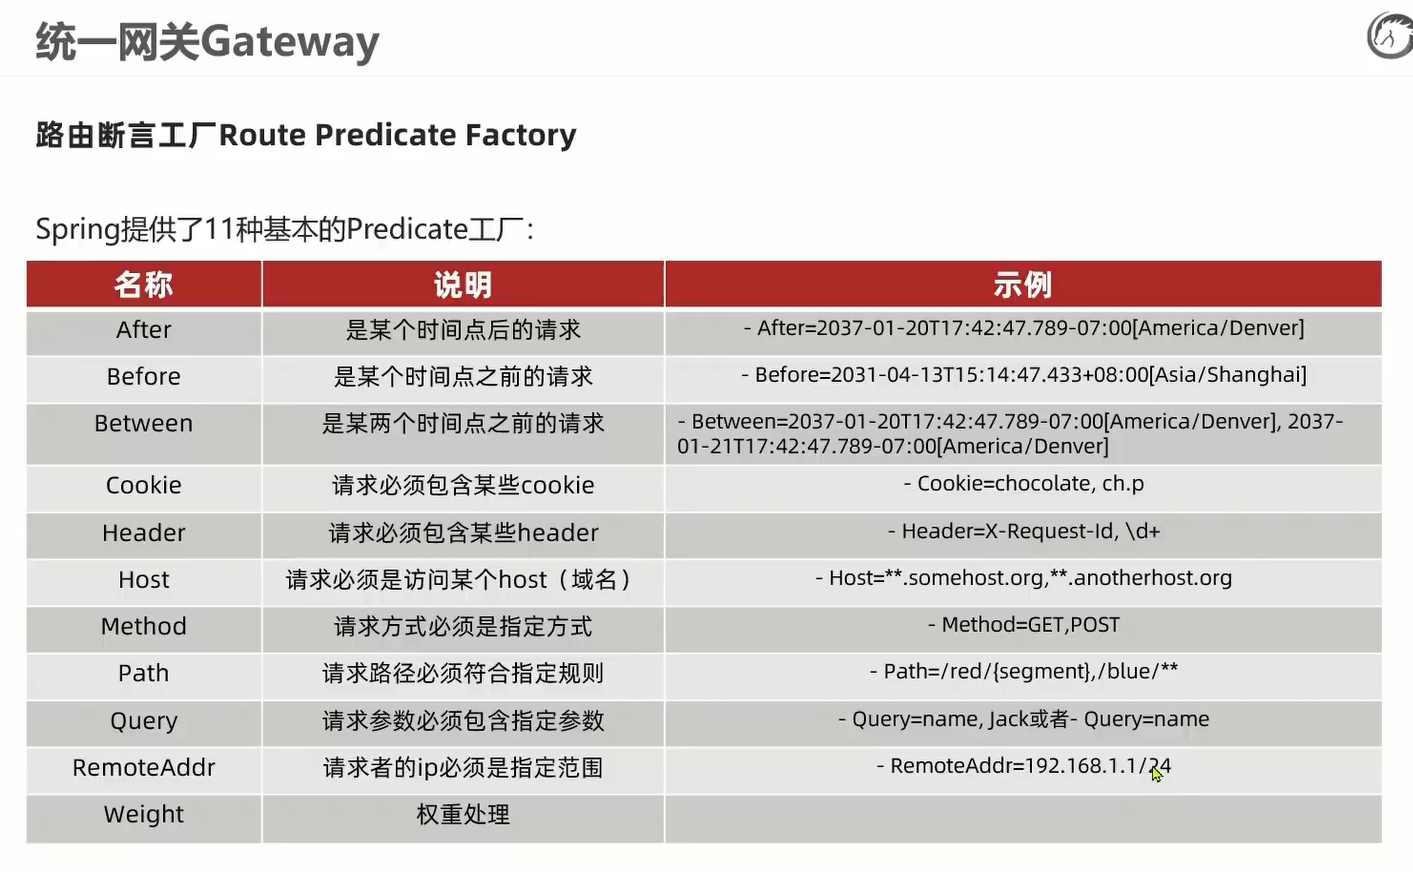 统一网关Gateway
路由断言工厂Route Predicate Factory
Spring提供了11种基本的Predicate工厂：
名称 说明 示例
After 是某个时间点后的请求 - After=2037-01-20T17:42:47.789-07:00[America/Denver]
Before 是某个时间点之前的请求 - Before=2031-04-13T15:14:47.433+08:00[Asia/Shanghai]
Between 是某两个时间点之前的请求 - Between=2037-01-20T17:42:47.789-07:00[America/Denver], 2037-
01-21T17:42:47.789-07:00[America/Denver]
Cookie 请求必须包含某些cookie - Cookie=chocolate, ch.p
Header 请求必须包含某些header - Header=X-Request-Id, \d+
Host 请求必须是访问某个host（域名） - Host=**.somehost.org,**.anotherhost.org
Method 请求方式必须是指定方式 - Method=GET,POST
Path 请求路径必须符合指定规则 - Path=/red/{segment},/blue/**
Query 请求参数必须包含指定参数 - Query=name, Jack或者- Query=name
RemoteAddr 请求者的ip必须是指定范围 - RemoteAddr=192.168.1.1/24
Weight 权重处理